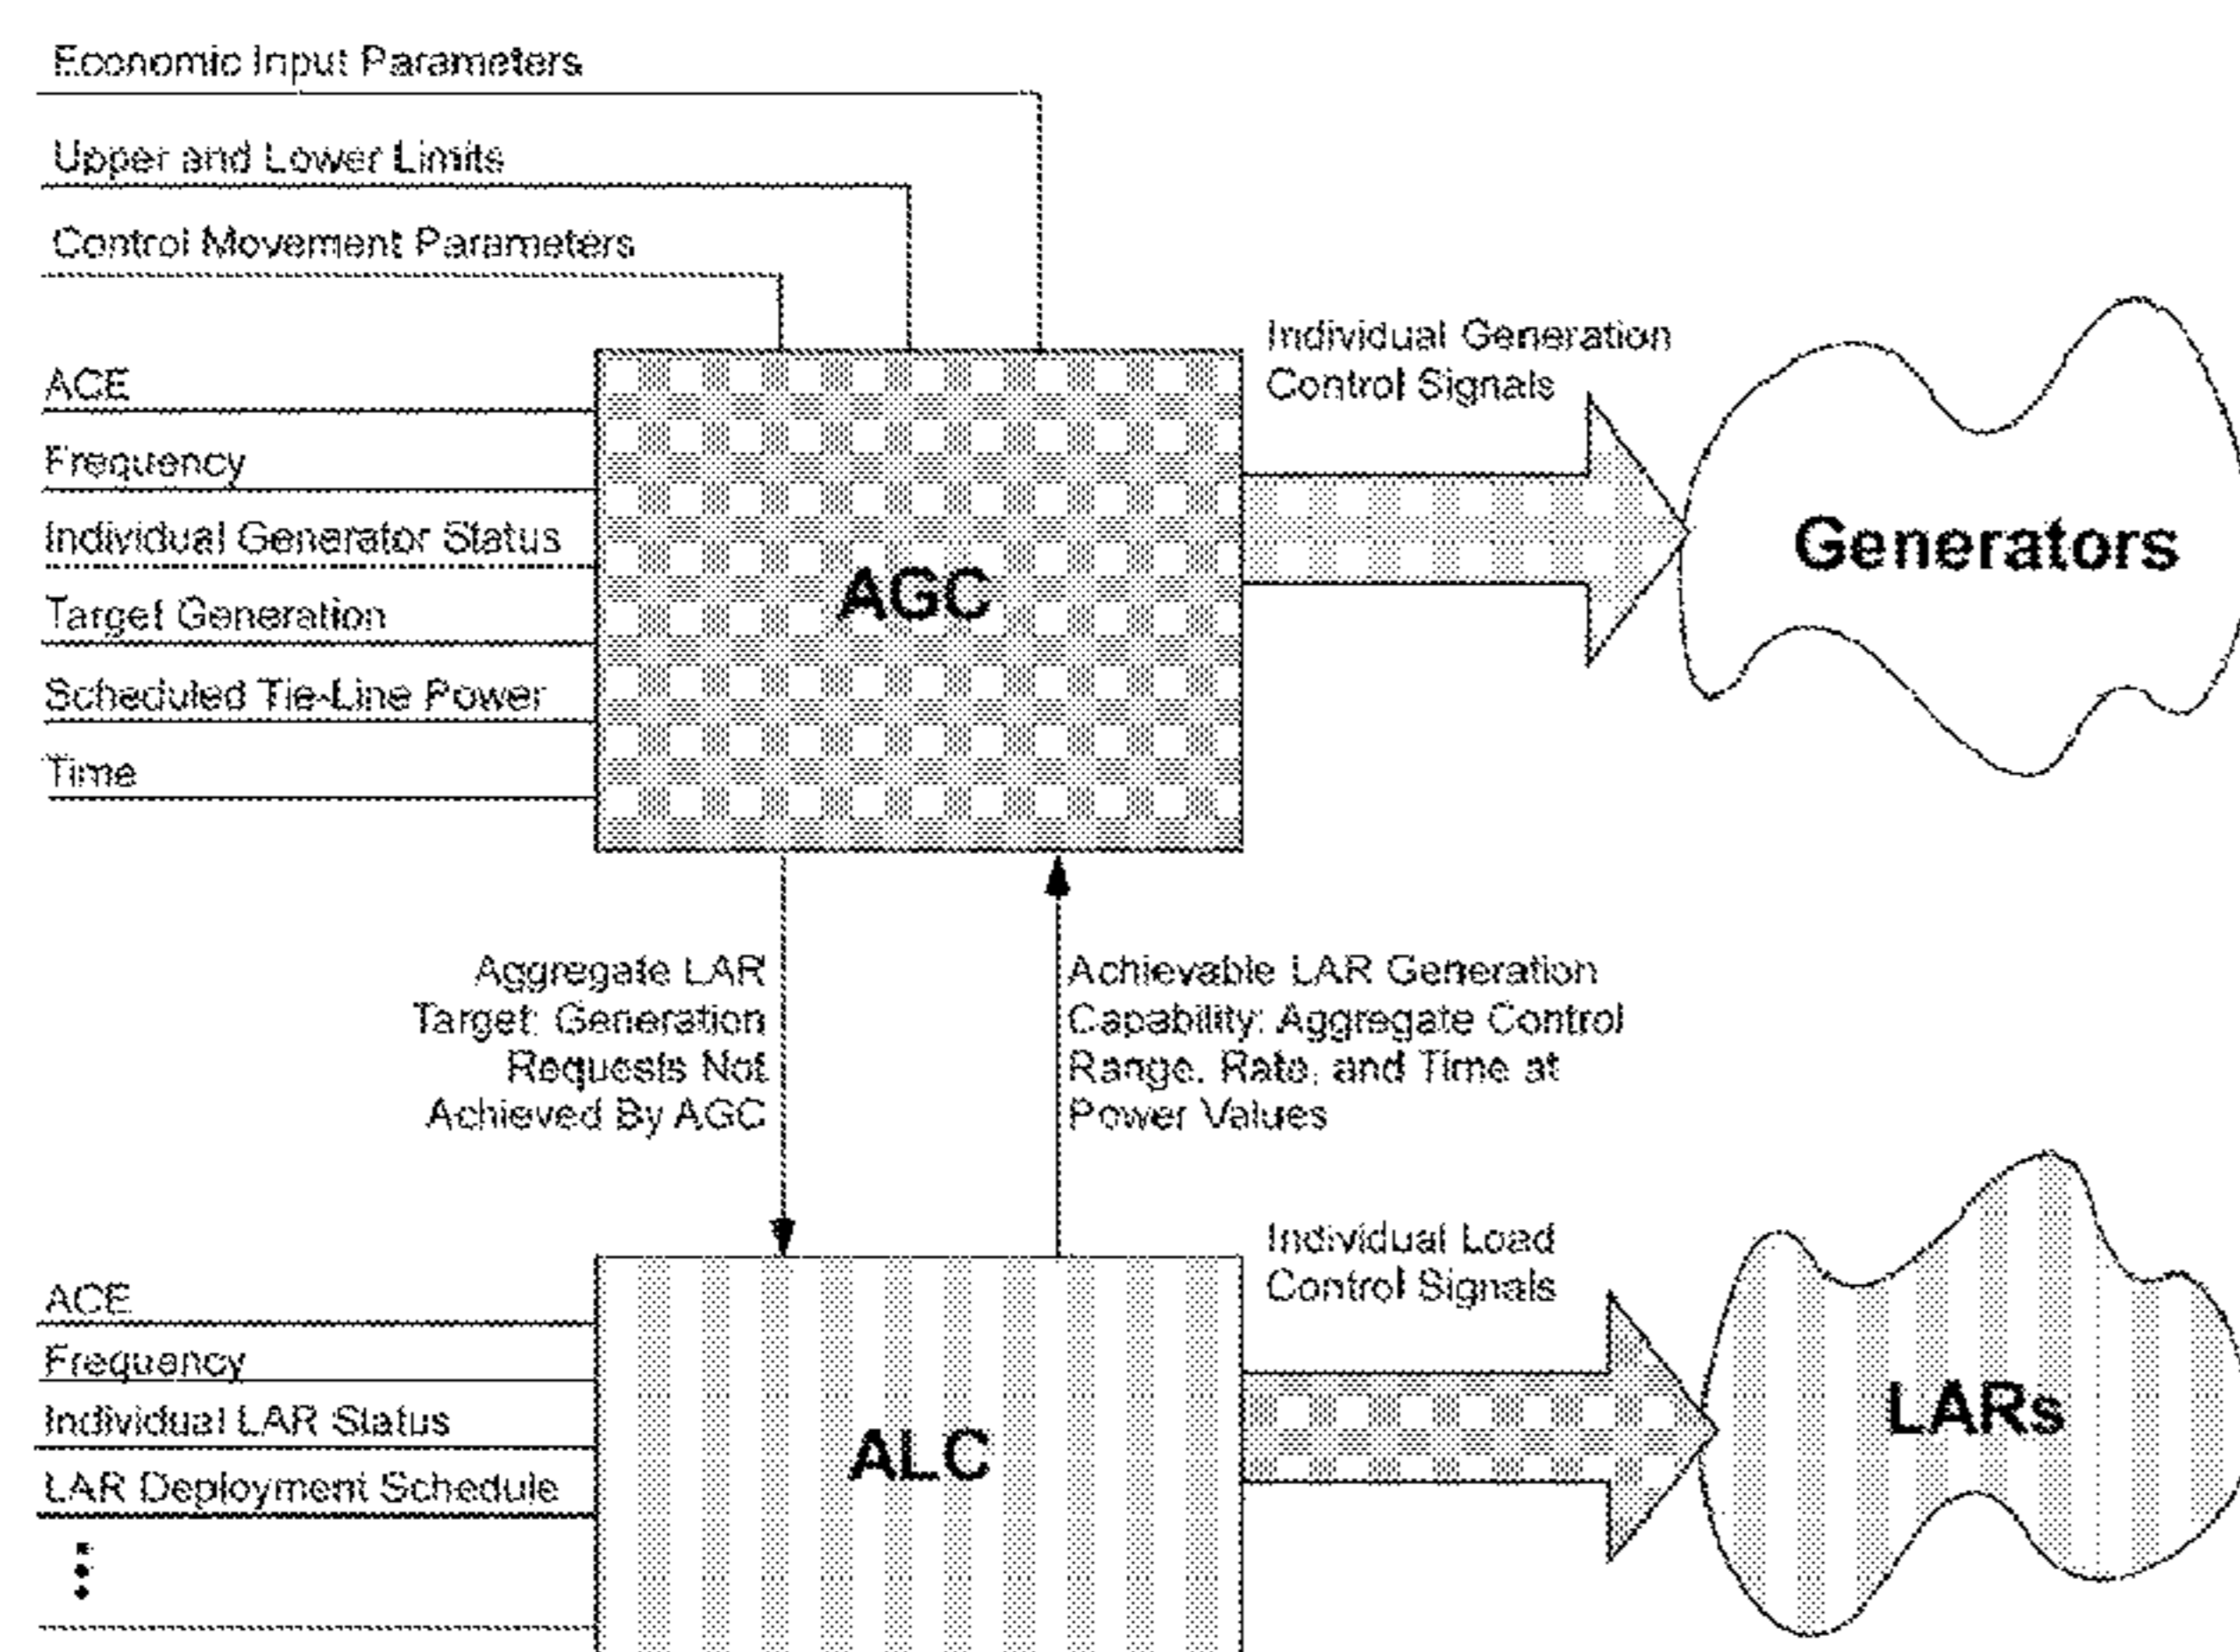 Economic Input Parameters
Upper and Lower Limits
Control Movement Parameters
ACE
Frequency
Individual Generator Status
Target Generation
Scheduled Tie-Line Power
Time
AGC
Individual Generation
Control Signals
Generators
Aggregate LAR
Target: Generation
Requests Not
Achieved By AGC
Achievable LAR Generation
Capability: Aggregate Control
Range, Rate, and Time at
Power Values
ACE
Frequency
Individual LAR Status
LAR Deployment Schedule
ALC
Individual Load
Control Signals
LARs